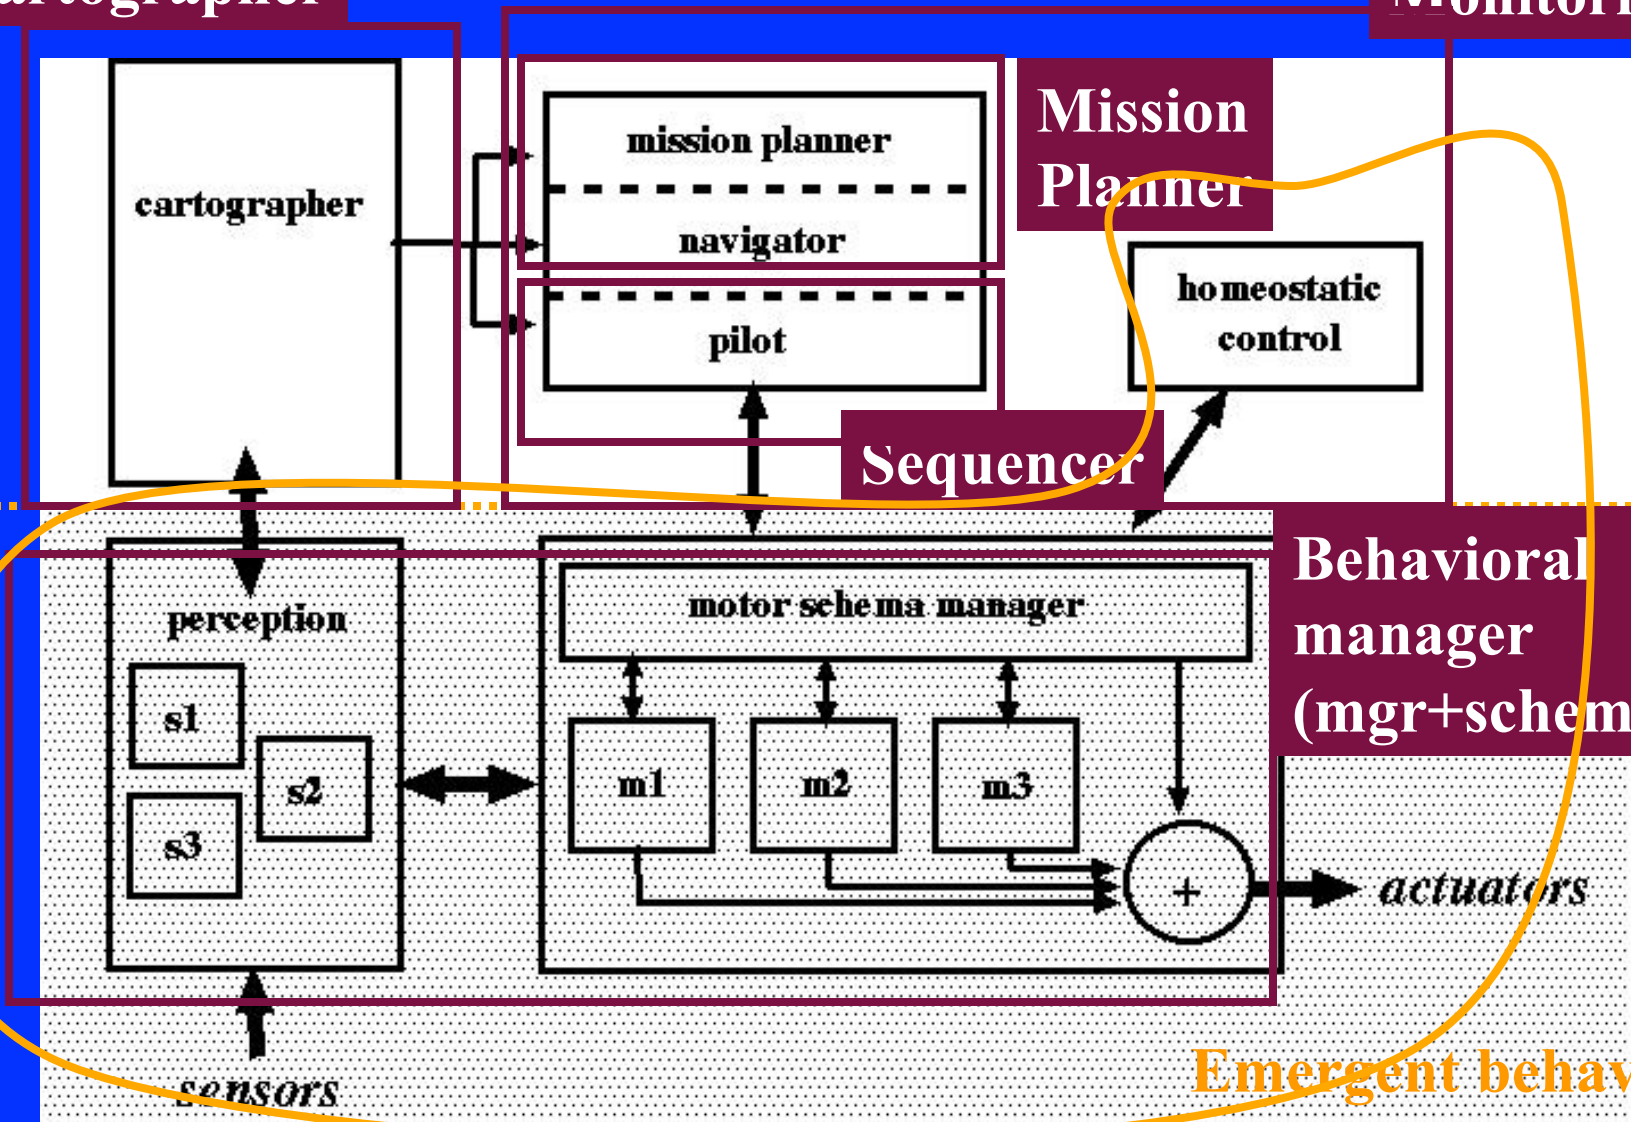 Mission
Planner
mission planner
cartographer
navigator
homeostatic
control
pilot
Sequencer
Behavioral
manager
motor schema manager
perception
s1
s2
s3
m1
m2
m3
+
actuators
sensors
Emergent